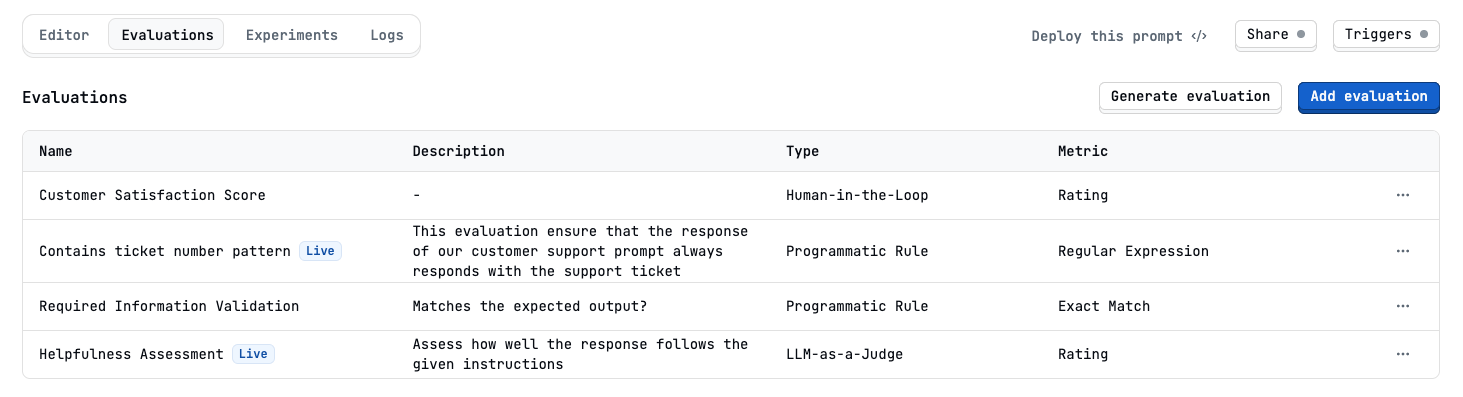 Editor Evaluations Experiments Logs Deploy this prompt </> Share Triggers
Evaluations Generate evaluation Add evaluation
Name Description Type Metric
Customer Satisfaction Score - Human-in-the-Loop Rating
This evaluation ensure that the response
Contains ticket number pattern Live of our customer support prompt always Programmatic Rule Regular Expression
responds with the support ticket
Required Information Validation Matches the expected output? Programmatic Rule Exact Match
Assess how well the response follows the
Helpfulness Assessment Live LLM-as-a-Judge Rating
given instructions